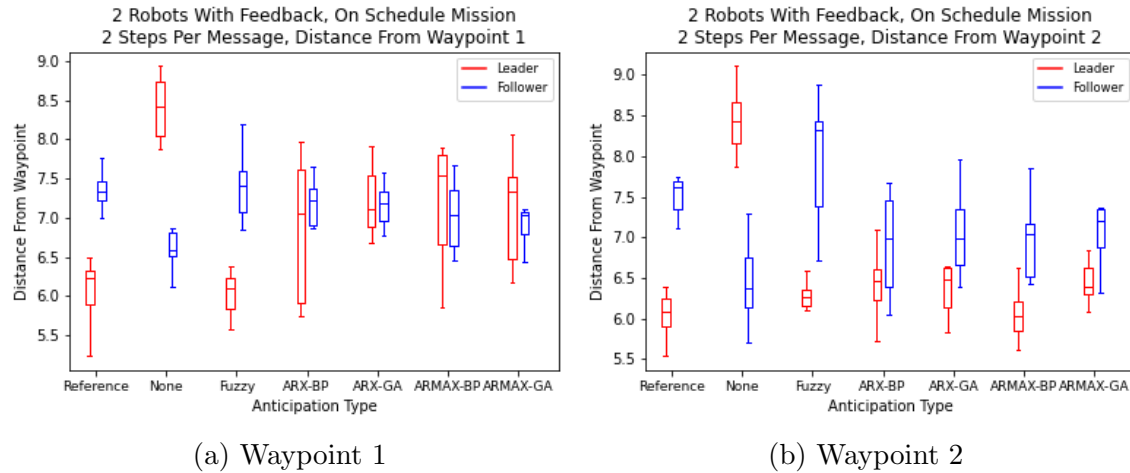 2 Robots With Feedback, On Schedule Mission
2 Steps Per Message, Distance From Waypoint 1
9.0
8.5
8.0
7.5
7.0
6.5
6.0
5.5
Distance From Waypoint
Leader
Follower
Reference None Fuzzy ARX-BP ARX-GA ARMAX-BP ARMAX-GA
Anticipation Type
(a) Waypoint 1
2 Robots With Feedback, On Schedule Mission
2 Steps Per Message, Distance From Waypoint 2
9.0
8.5
8.0
7.5
7.0
6.5
6.0
5.5
Distance From Waypoint
Leader
Follower
Reference None Fuzzy ARX-BP ARX-GA ARMAX-BP ARMAX-GA
Anticipation Type
(b) Waypoint 2